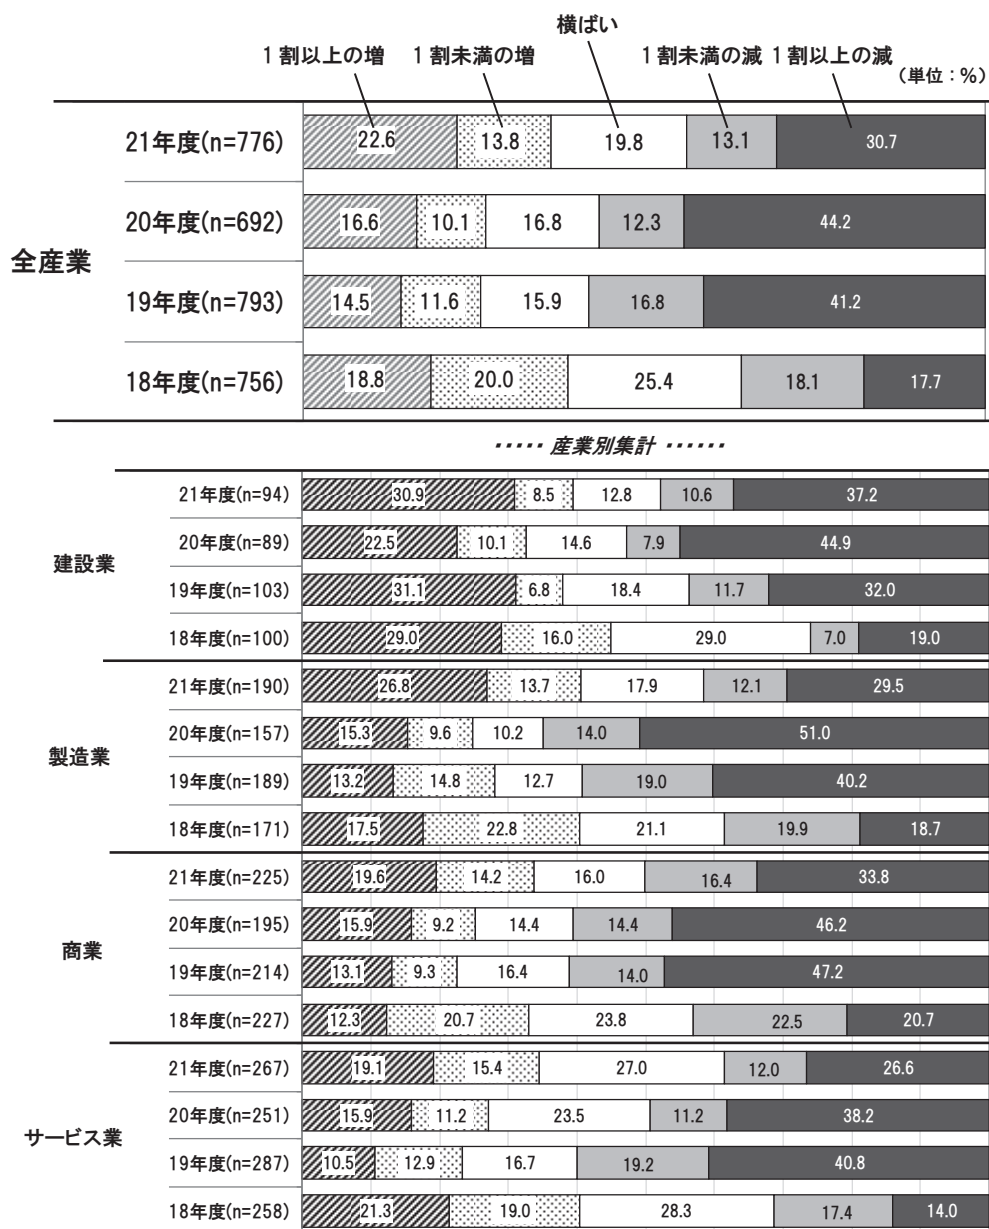 横ばい
1割以上の増 1割未満の増 1割未満の減 1割以上の減
（単位：％）
全産業
21年度(n=776) 22.6 13.8 19.8 13.1 30.7
20年度(n=692) 16.6 10.1 16.8 12.3 44.2
19年度(n=793) 14.5 11.6 15.9 16.8 41.2
18年度(n=756) 18.8 20.0 25.4 18.1 17.7
・・・・・ 産業別集計 ・・・・・・
建設業
21年度(n=94) 30.9 8.5 12.8 10.6 37.2
20年度(n=89) 22.5 10.1 14.6 7.9 44.9
19年度(n=103) 31.1 6.8 18.4 11.7 32.0
18年度(n=100) 29.0 16.0 29.0 7.0 19.0
製造業
21年度(n=190) 26.8 13.7 17.9 12.1 29.5
20年度(n=157) 15.3 9.6 10.2 14.0 51.0
19年度(n=189) 13.2 14.8 12.7 19.0 40.2
18年度(n=171) 17.5 22.8 21.1 19.9 18.7
商業
21年度(n=225) 19.6 14.2 16.0 16.4 33.8
20年度(n=195) 15.9 9.2 14.4 14.4 46.2
19年度(n=214) 13.1 9.3 16.4 14.0 47.2
18年度(n=227) 12.3 20.7 23.8 22.5 20.7
サービス業
21年度(n=267) 19.1 15.4 27.0 12.0 26.6
20年度(n=251) 15.9 11.2 23.5 11.2 38.2
19年度(n=287) 10.5 12.9 16.7 19.2 40.8
18年度(n=258) 21.3 19.0 28.3 17.4 14.0